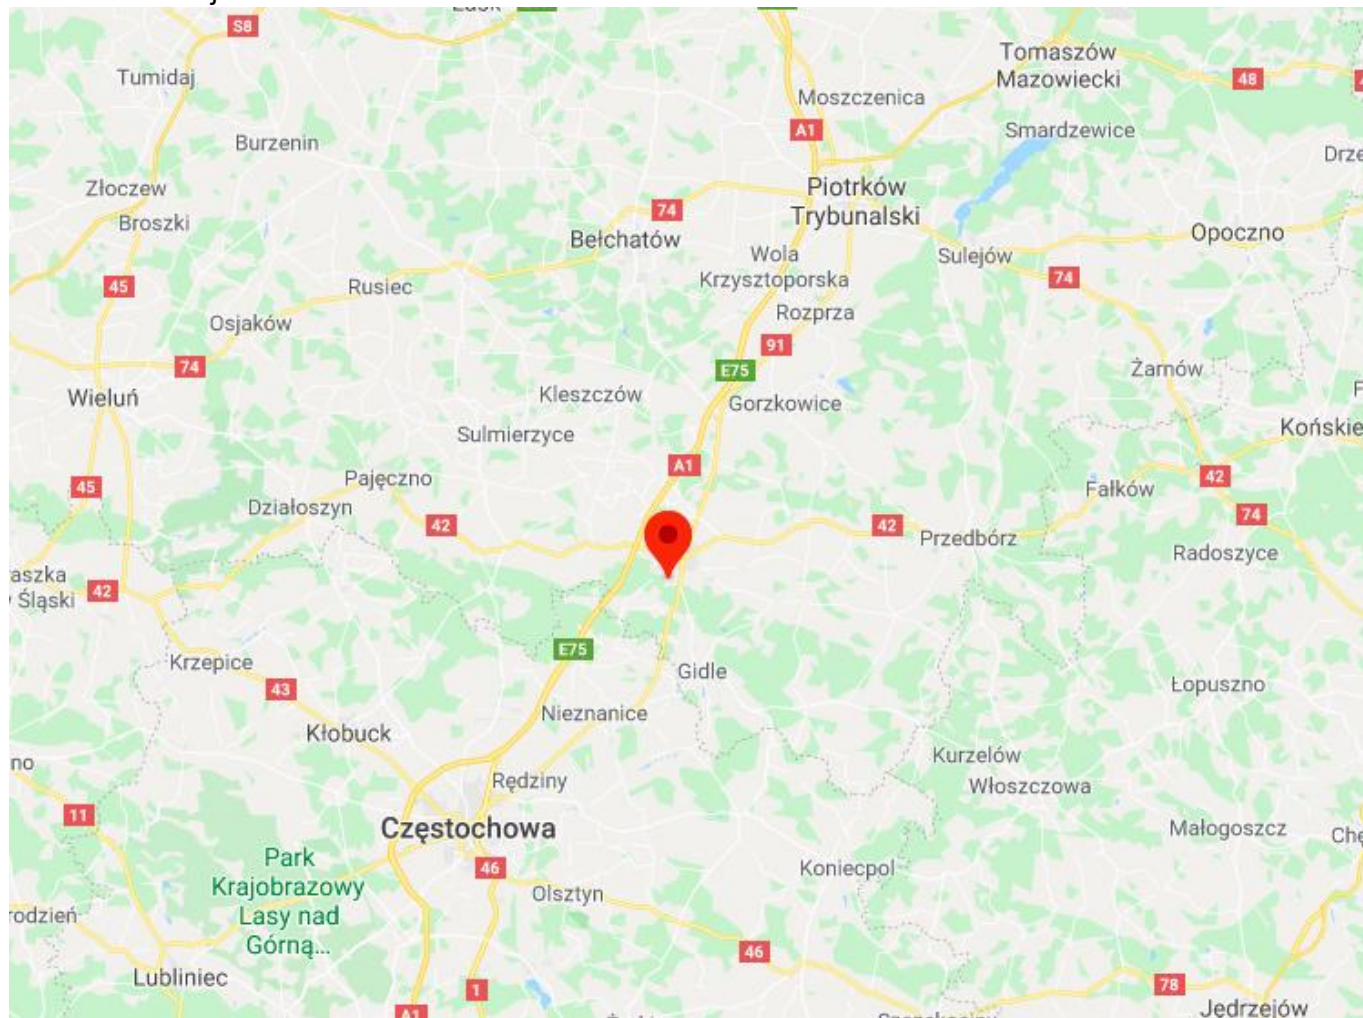 S8
A1
Tomaszów
Mazowiecki
48
Tumidaj
Moszczenica
Smardzewice
Burzenin
Złoczew
Broszki
74
Piotrków
Trybunalski
Bełchatów
Wola
Krzysztoporska
Sulejów
Opoczno
45
Rusiec
74
Osjaków
Rozprza
91
74
E75
Żarnów
Wieluń
Kleszczów
Gorzkowice
Sulmierzyce
Końskie
A1
45
Pajęczno
42
Działoszyn
Fałków
42
42
74
Przedbórz
Radoszyce
42
Śląski
E75
Krzepice
Gidle
43
Łopuszno
Nieznanice
Kłobuck
Kurzelów
Rędziny
Włoszczowa
11
Częstochowa
Małogoszcz
Park
Krajobrazowy
Lasy nad
Górną...
46
Koniecpol
Olsztyn
46
Lubliniec
1
78
A1
Jędrzejów